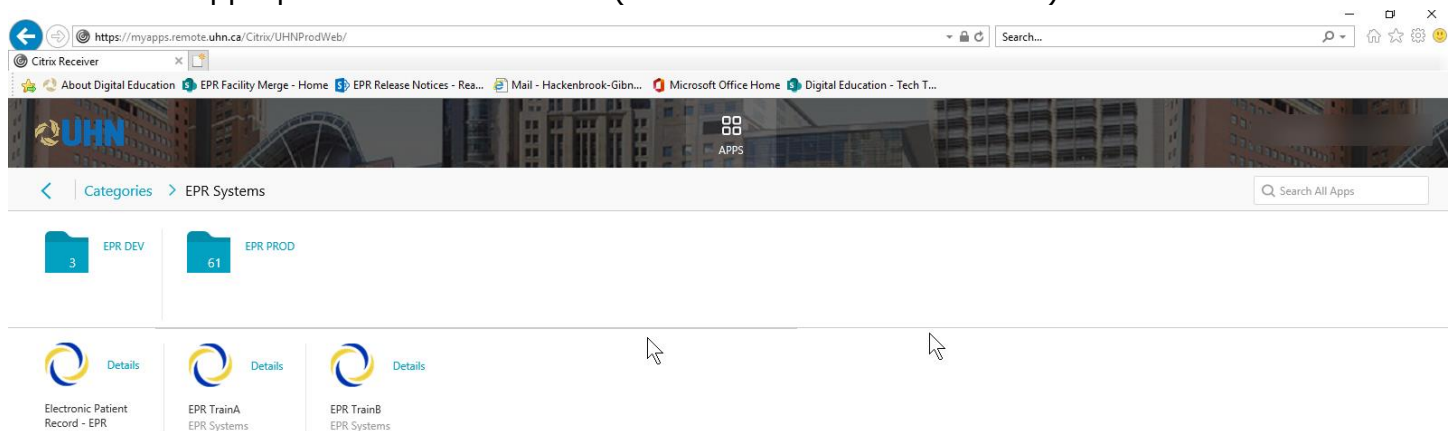 https://myapps.remote.uhn.ca/Citrix/UHNProdWeb/
Search...
Citrix Receiver
About Digital Education EPR Facility Merge - Home EPR Release Notices - Rea... Mail - Hackenbrook-Gibn... Microsoft Office Home Digital Education - Tech T...
UHN
APPS
Categories > EPR Systems
Search All Apps
EPR DEV
3
EPR PROD
61
Details
Electronic Patient
Record - EPR
Details
EPR TrainA
EPR Systems
Details
EPR TrainB
EPR Systems